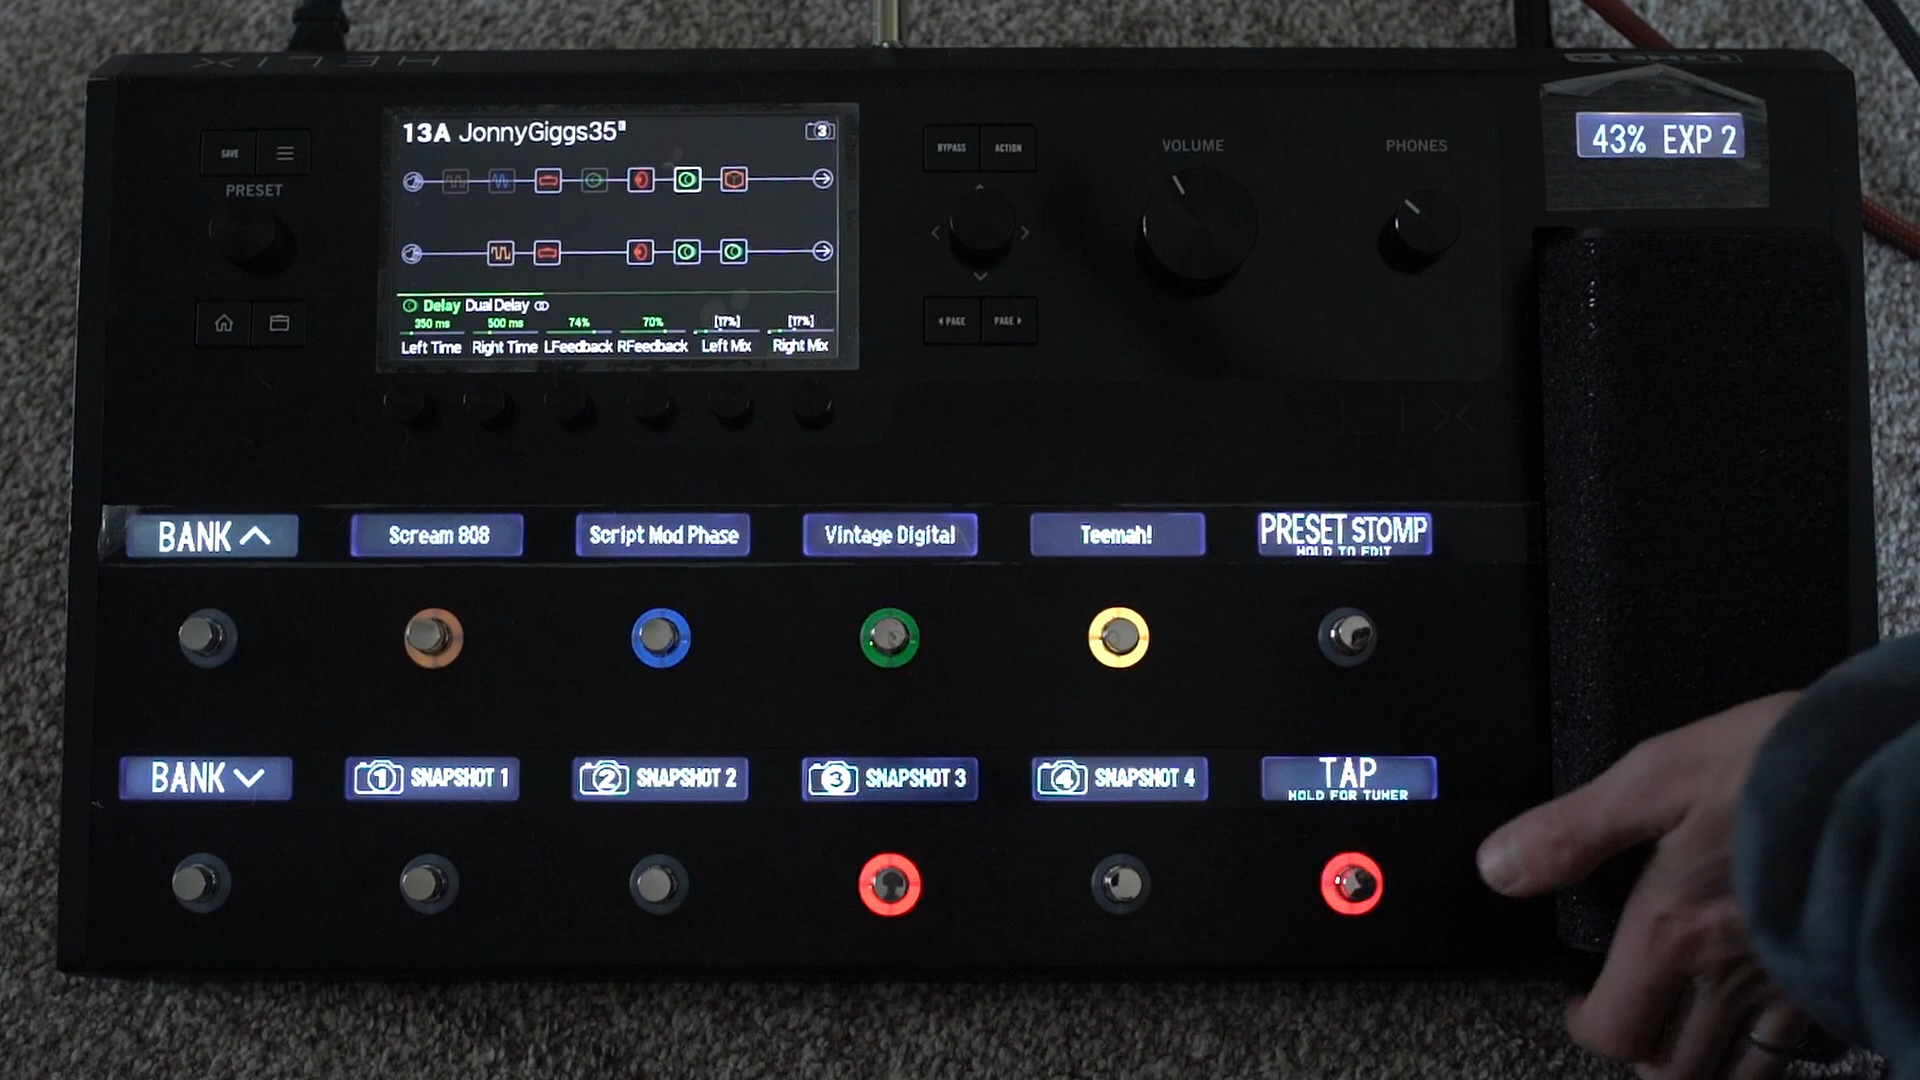 HELIX
LINE 6
SAVE
PRESET
13A JonnyGiggs35
3
Delay Dual Delay
350 ms 500 ms 74% 70% [17%] [17%]
Left Time Right Time LFeedback RFeedback Left Mix Right Mix
BYPASS ACTION
PAGE PAGE
VOLUME
PHONES
43% EXP 2
BANK
Scream 808
Script Mod Phase
Vintage Digital
Teemah!
PRESET STOMP
HOLD TO EDIT
BANK
1 SNAPSHOT 1
2 SNAPSHOT 2
3 SNAPSHOT 3
4 SNAPSHOT 4
TAP
HOLD FOR TUNER